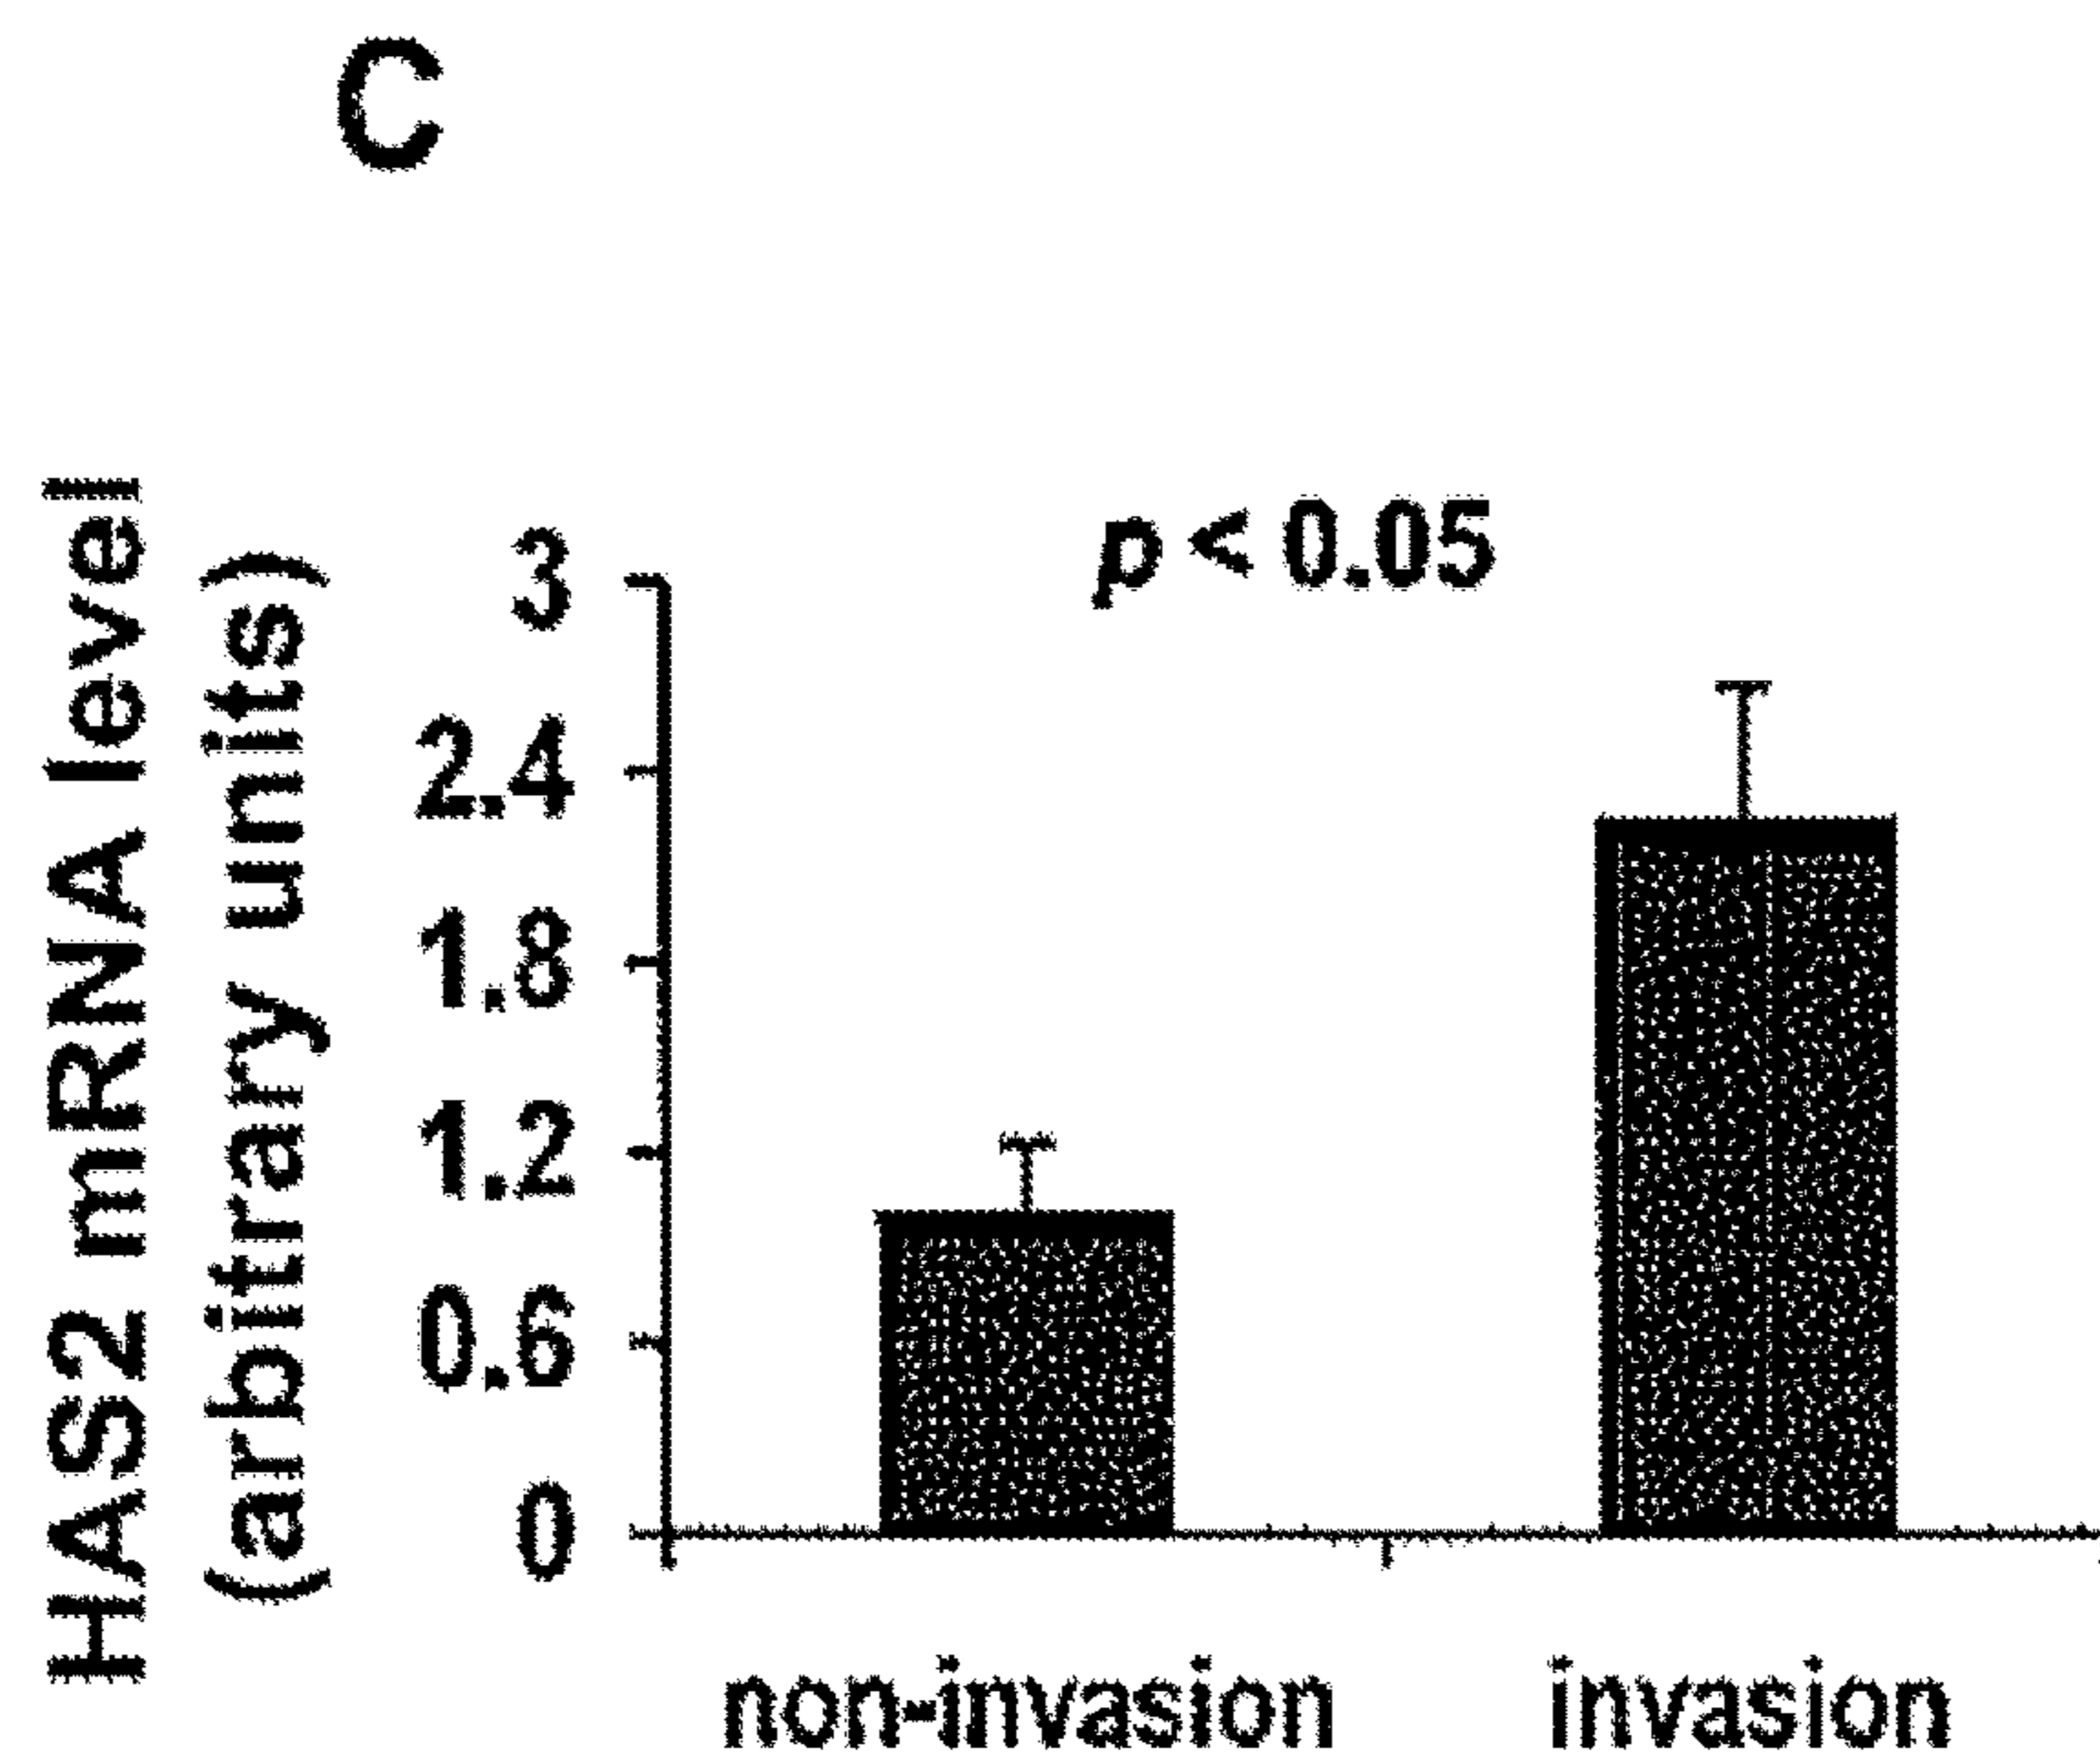 C
HAS2 mRNA level
(arbitrary units)
p < 0.05
3
2.4
1.8
1.2
0.6
0
non-invasion
invasion